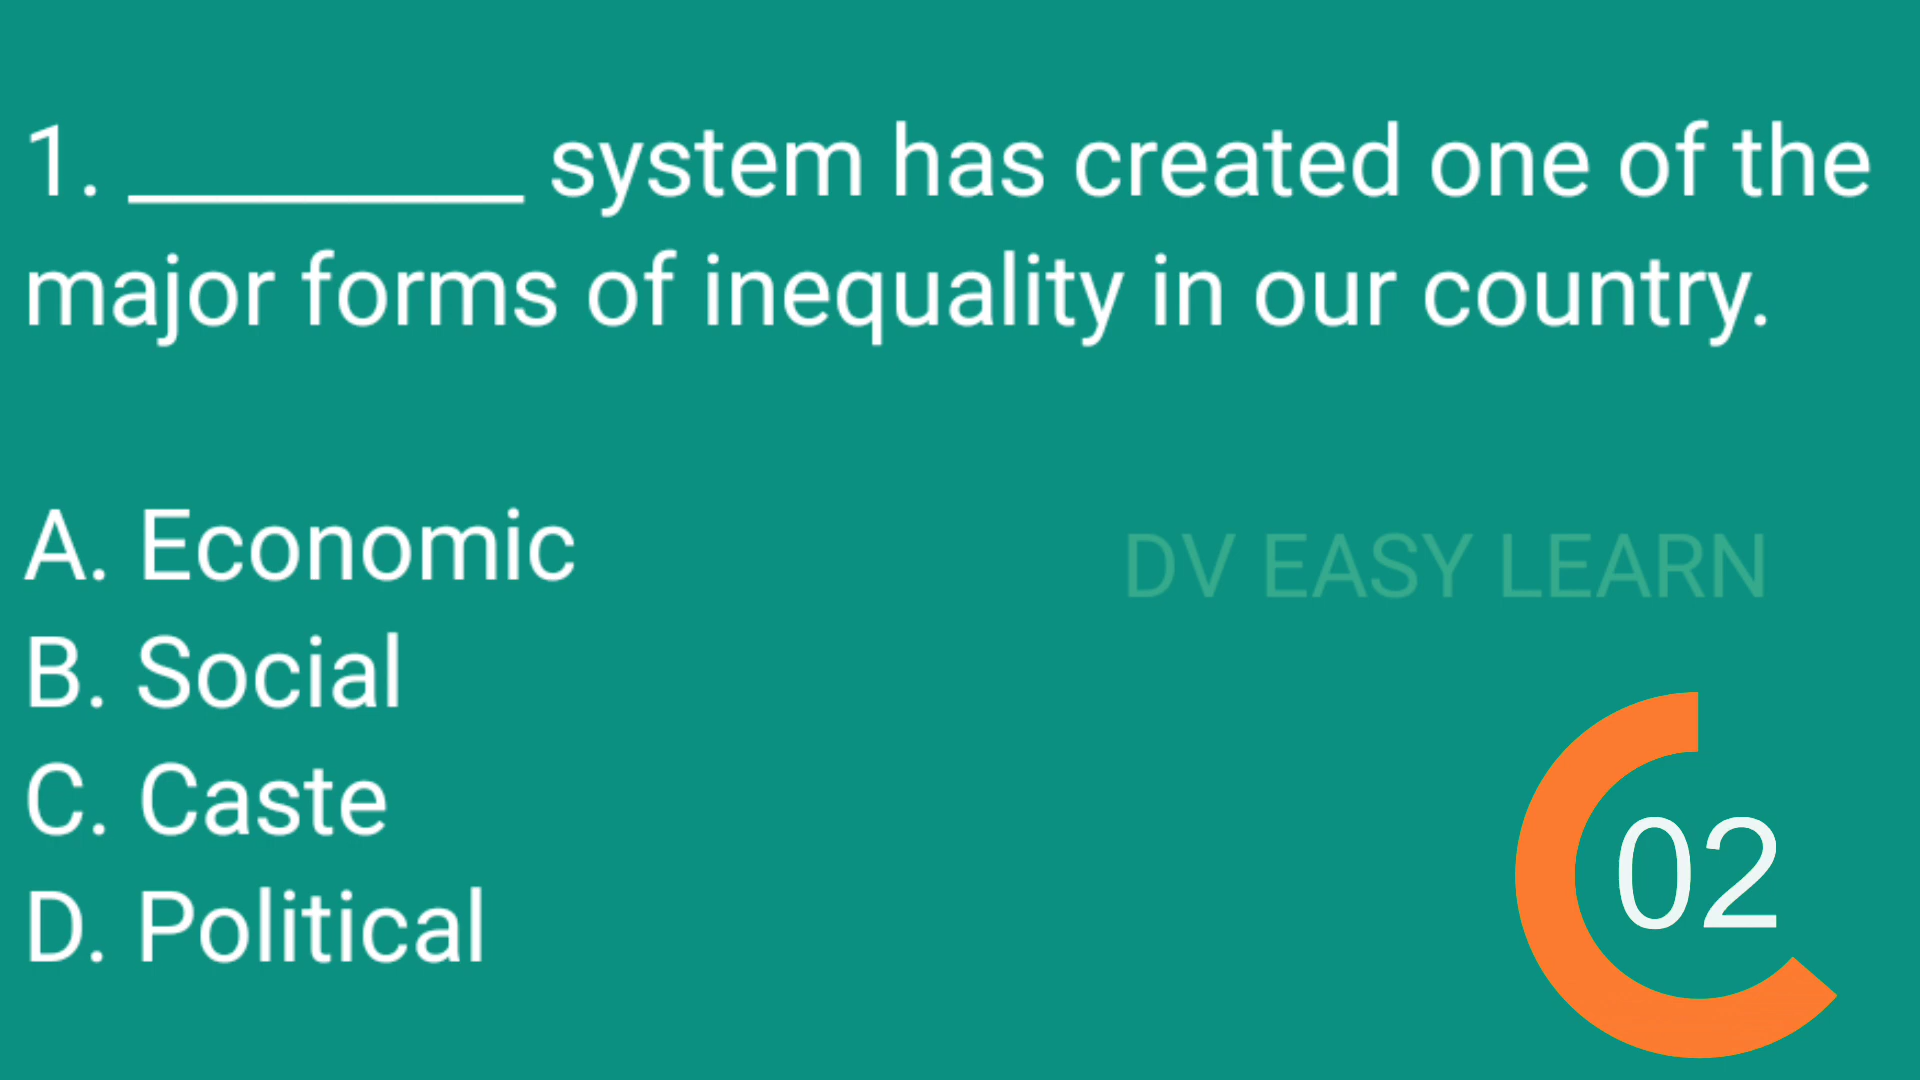 1. _________ system has created one of the
major forms of inequality in our country.
A. Economic
DV EASY LEARN
B. Social
C. Caste
02
D. Political